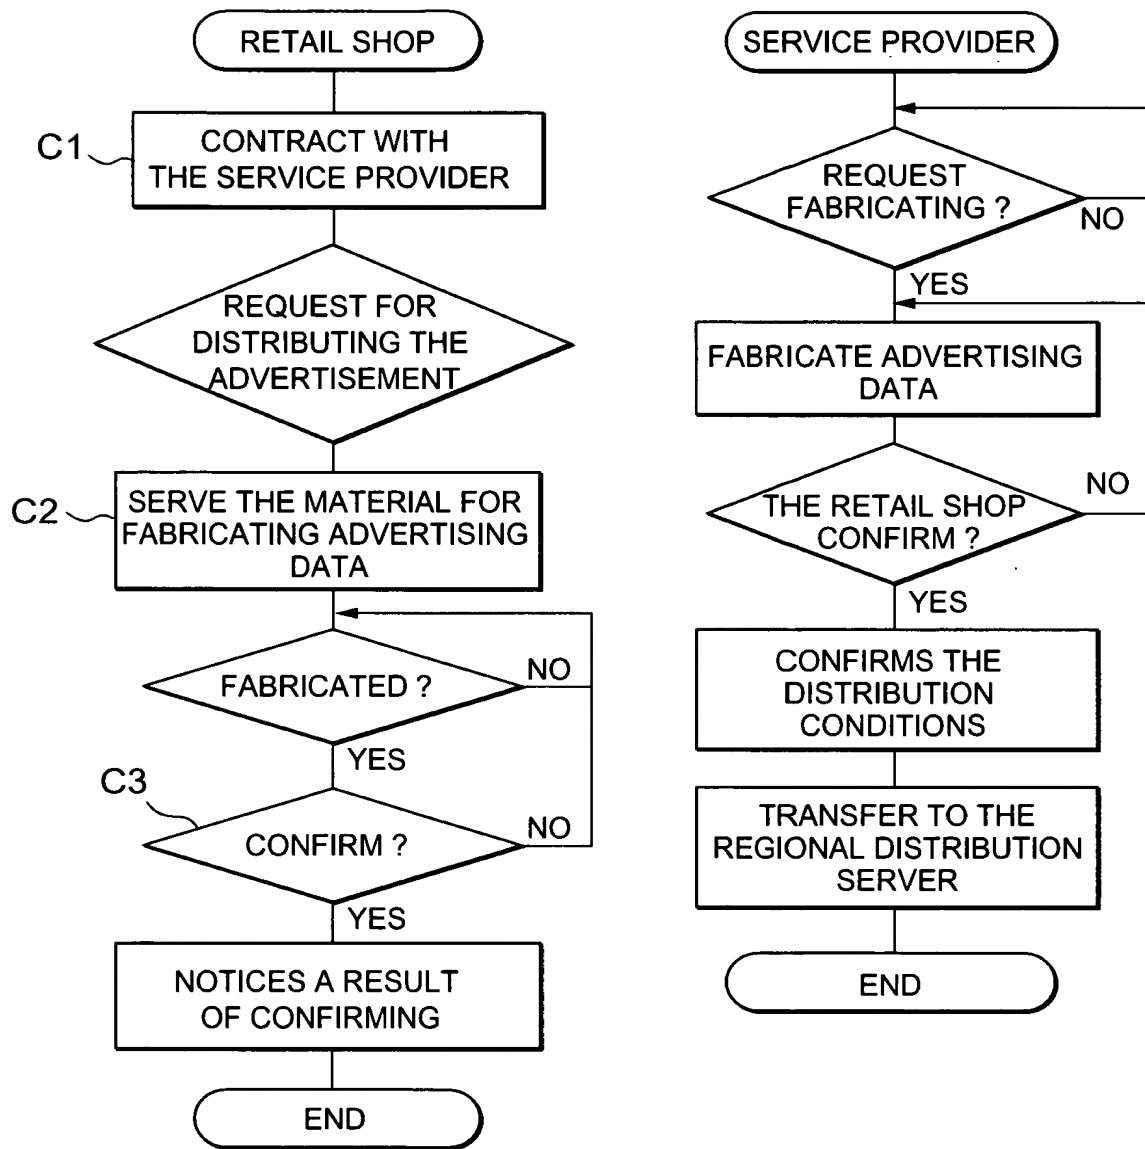 RETAIL SHOP
C1
CONTRACT WITH
THE SERVICE PROVIDER
REQUEST FOR
DISTRIBUTING THE
ADVERTISEMENT
C2
SERVE THE MATERIAL FOR
FABRICATING ADVERTISING
DATA
FABRICATED ?
NO
YES
C3
CONFIRM ?
NO
YES
NOTICES A RESULT
OF CONFIRMING
END
SERVICE PROVIDER
REQUEST
FABRICATING ?
NO
YES
FABRICATE ADVERTISING
DATA
THE RETAIL SHOP
CONFIRM ?
NO
YES
CONFIRMS THE
DISTRIBUTION
CONDITIONS
TRANSFER TO THE
REGIONAL DISTRIBUTION
SERVER
END